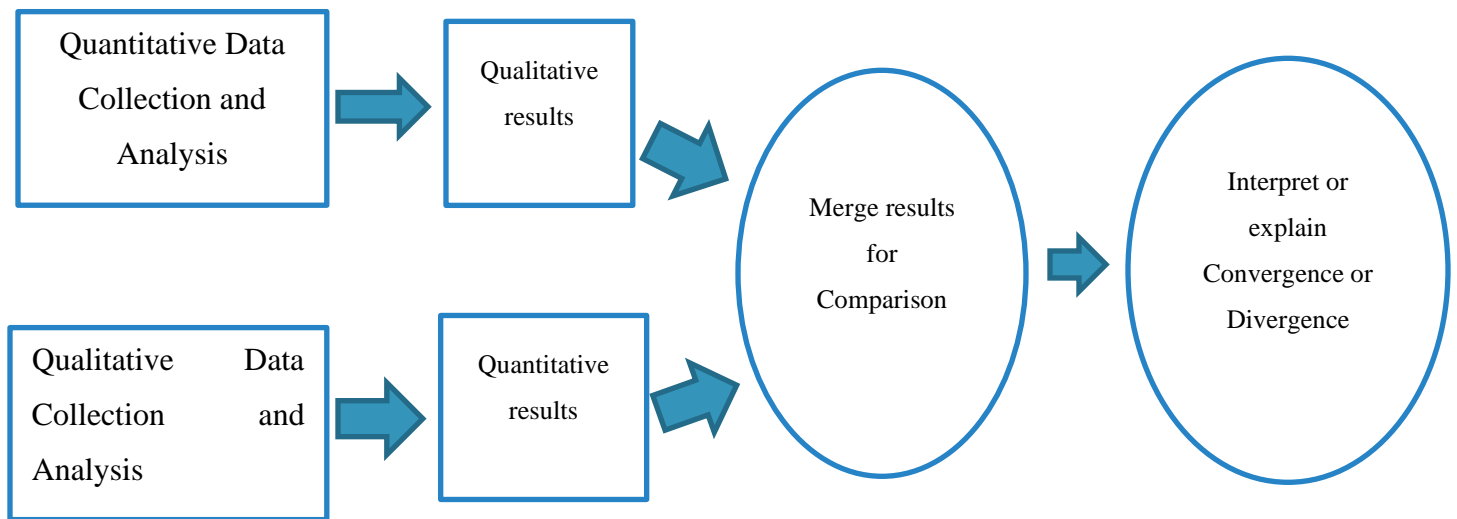 Quantitative Data
Collection and
Analysis
Qualitative
results
Merge results
for
Comparison
Interpret or
explain
Convergence or
Divergence
Qualitative Data
Collection and
Analysis
Quantitative
results